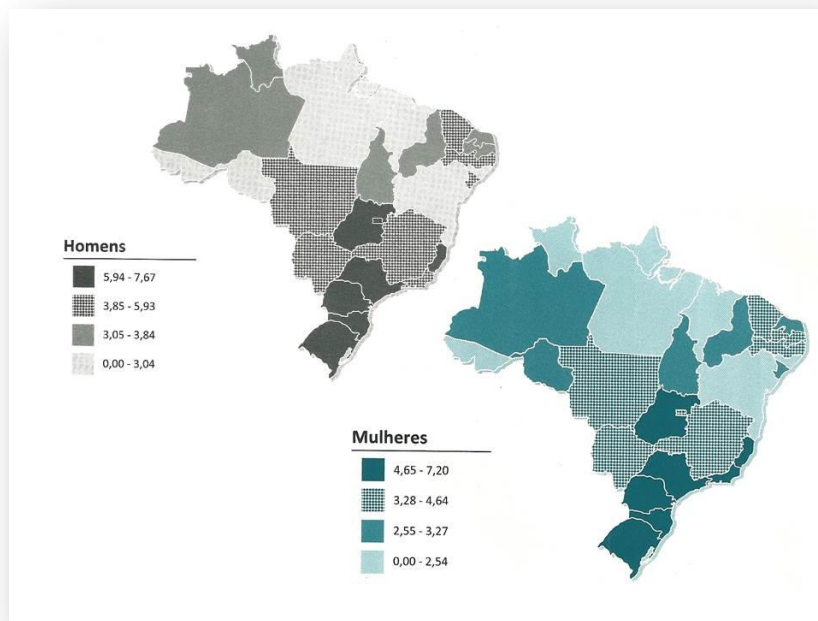 Homens
5,94 - 7,67
3,85 - 5,93
3,05 - 3,84
0,00 - 3,04
Mulheres
4,65 - 7,20
3,28 - 4,64
2,55 - 3,27
0,00 - 2,54